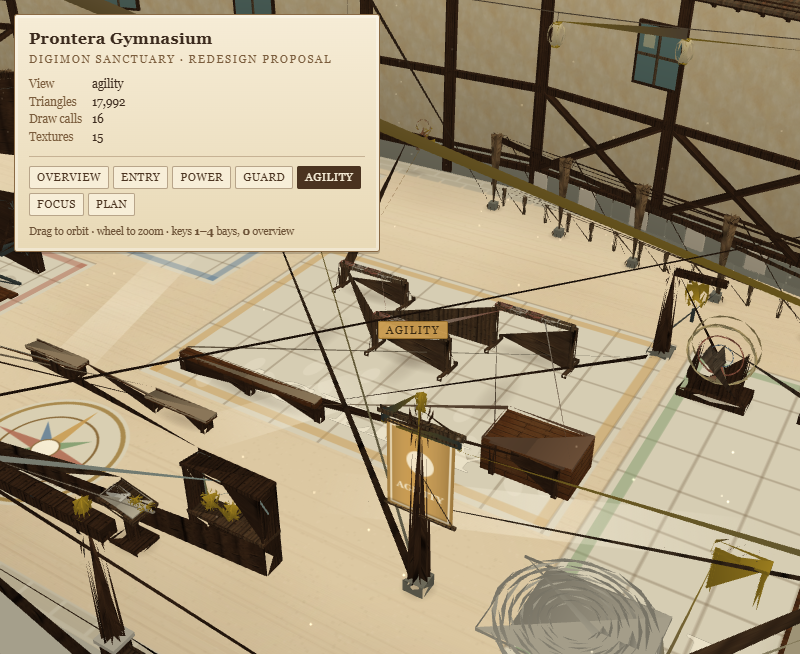 Prontera Gymnasium
DIGIMON SANCTUARY · REDESIGN PROPOSAL
View agility
Triangles 17,992
Draw calls 16
Textures 15
OVERVIEW ENTRY POWER GUARD AGILITY
FOCUS PLAN
Drag to orbit · wheel to zoom · keys 1–4 bays, 0 overview
AGILITY
AGILITY